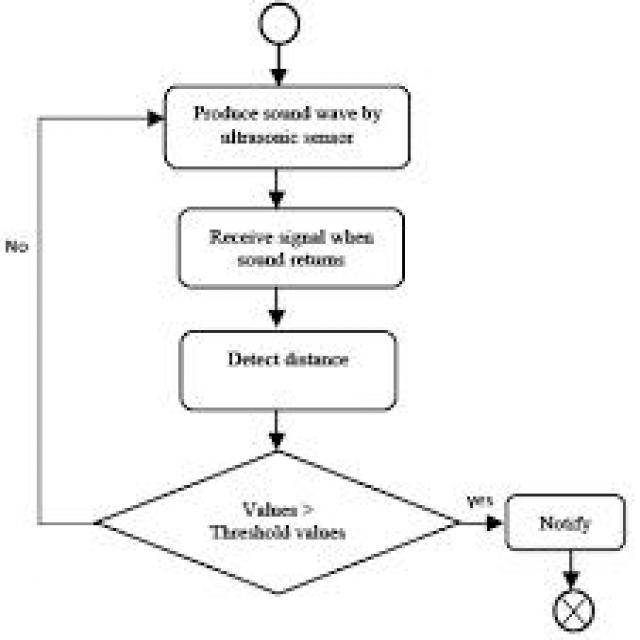 Produce sound wave by
ultrasonic sensor
No
Receive signal when
sound returns
Detect distance
Values >
Threshold values
yes
Notify